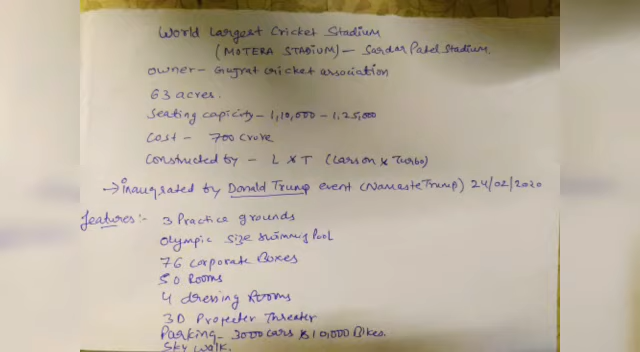 World Largest Cricket Stadium
(MOTERA STADIUM) - Sardar Patel Stadium.
owner - Gujrat cricket association
63 acres.
Seating capicity - 1,10,000 - 1,25,000
Cost - 700 crore
Constructed by - L x T (Larson x Turbo)
→ inaugrated by Donald Trump event (Namaste Trump) 24/02/2020
features:- 3 Practice grounds
Olympic size swimming Pool
76 Corporate Boxes
50 Rooms
4 dressing Rooms
3D Projecter Threater
Parking - 3000 cars & 10,000 Bikes.
Sky walk.